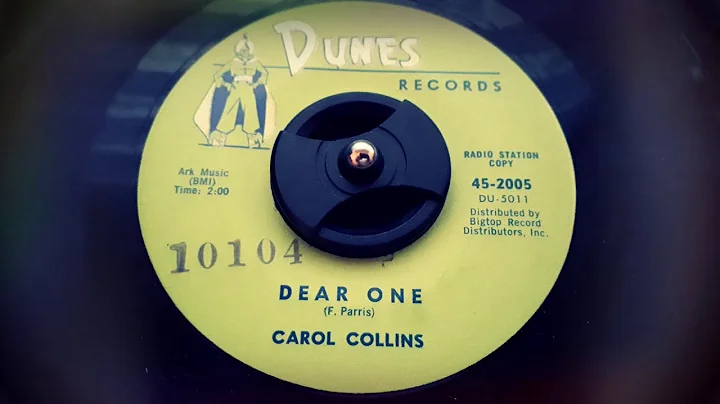 DUNES
RECORDS
Ark Music
(BMI)
Time: 2:00
RADIO STATION
COPY
45-2005
DU-5011
Distributed by
Bigtop Record
Distributors, Inc.
10104
DEAR ONE
(F. Parris)
CAROL COLLINS